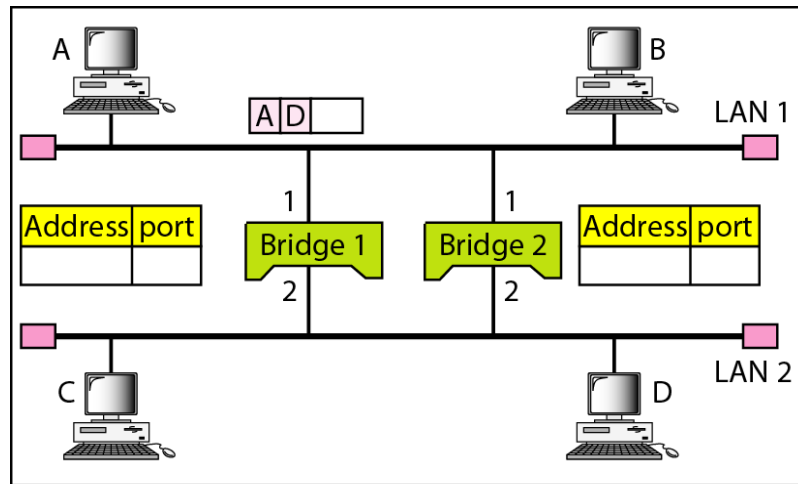 A
B
A D
LAN 1
1
1
Address port
Bridge 1
Bridge 2
Address port
2
2
C
D
LAN 2